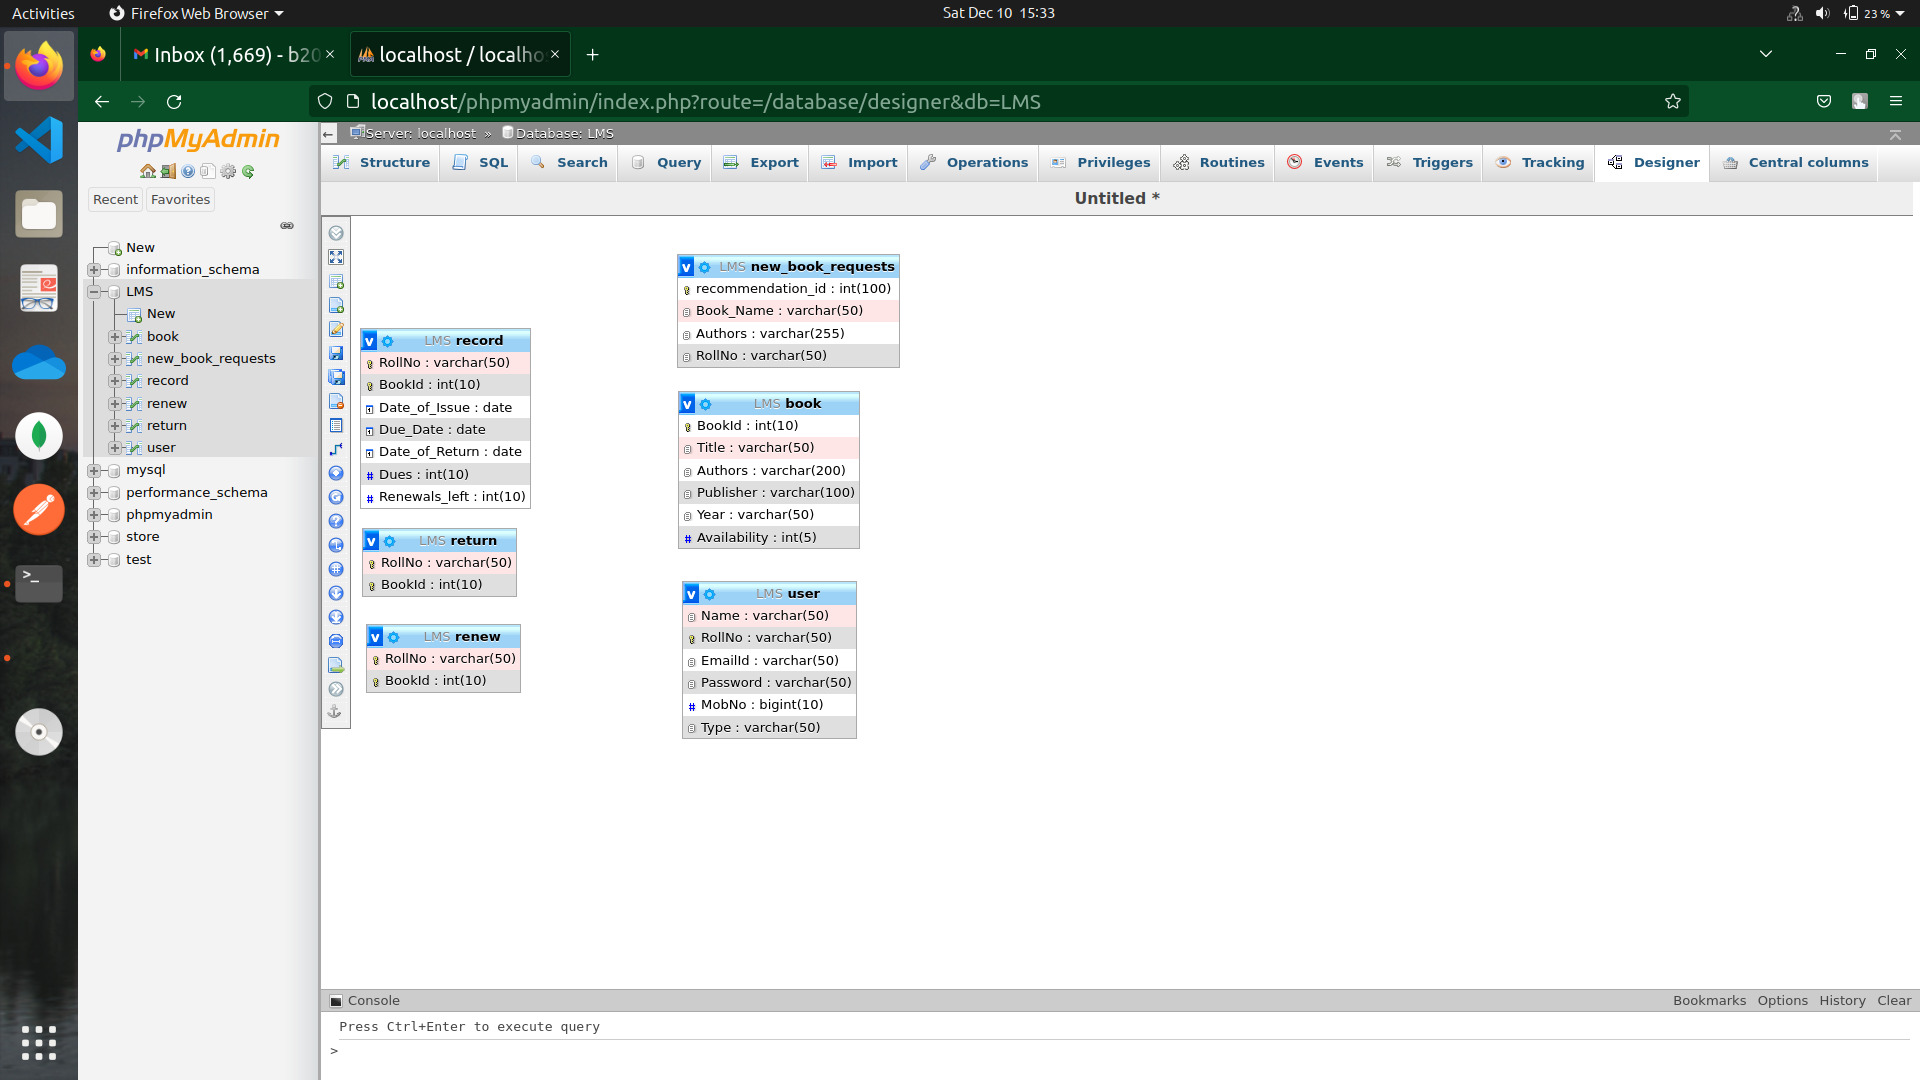 Activities
Firefox Web Browser
Sat Dec 10 15:33
23 %
Inbox (1,669) - b20
localhost / localho
localhost/phpmyadmin/index.php?route=/database/designer&db=LMS
phpMyAdmin
Recent
Favorites
New
information_schema
LMS
New
book
new_book_requests
record
renew
return
user
mysql
performance_schema
phpmyadmin
store
test
Server: localhost » Database: LMS
Structure
SQL
Search
Query
Export
Import
Operations
Privileges
Routines
Events
Triggers
Tracking
Designer
Central columns
Untitled *
v LMS record
RollNo : varchar(50)
BookId : int(10)
Date_of_Issue : date
Due_Date : date
Date_of_Return : date
# Dues : int(10)
# Renewals_left : int(10)
v LMS return
RollNo : varchar(50)
BookId : int(10)
v LMS renew
RollNo : varchar(50)
BookId : int(10)
v LMS new_book_requests
recommendation_id : int(100)
Book_Name : varchar(50)
Authors : varchar(255)
RollNo : varchar(50)
v LMS book
BookId : int(10)
Title : varchar(50)
Authors : varchar(200)
Publisher : varchar(100)
Year : varchar(50)
# Availability : int(5)
v LMS user
Name : varchar(50)
RollNo : varchar(50)
EmailId : varchar(50)
Password : varchar(50)
# MobNo : bigint(10)
Type : varchar(50)
Console
Bookmarks Options History Clear
Press Ctrl+Enter to execute query
>